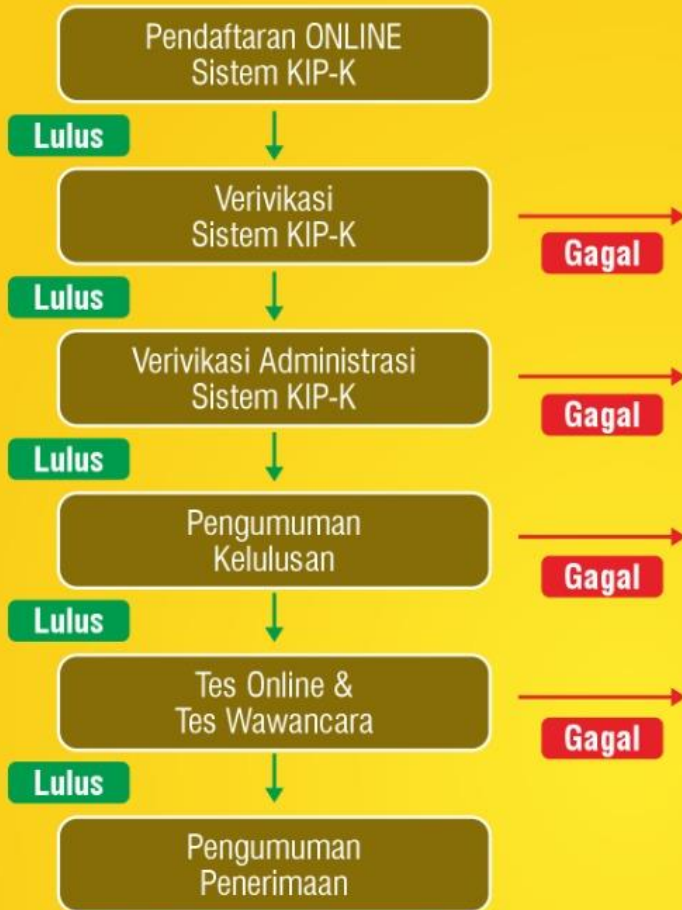 Pendaftaran ONLINE
Sistem KIP-K
Lulus
Verivikasi
Sistem KIP-K
Gagal
Lulus
Verivikasi Administrasi
Sistem KIP-K
Gagal
Lulus
Pengumuman
Kelulusan
Gagal
Lulus
Tes Online &
Tes Wawancara
Gagal
Lulus
Pengumuman
Penerimaan